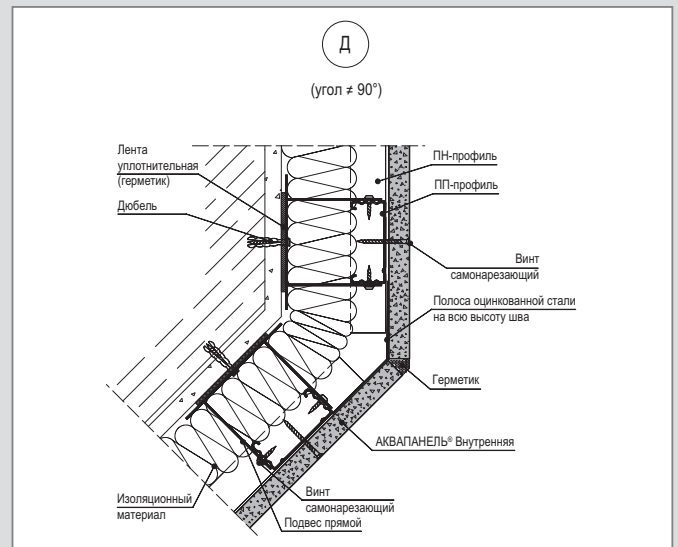 Д
(угол ≠ 90°)
Лента
уплотнительная
(герметик)
Дюбель
ПН-профиль
ПП-профиль
Винт
самонарезающий
Полоса оцинкованной стали
на всю высоту шва
Герметик
АКВАПАНЕЛЬ® Внутренняя
Изоляционный
материал
Винт
самонарезающий
Подвес прямой